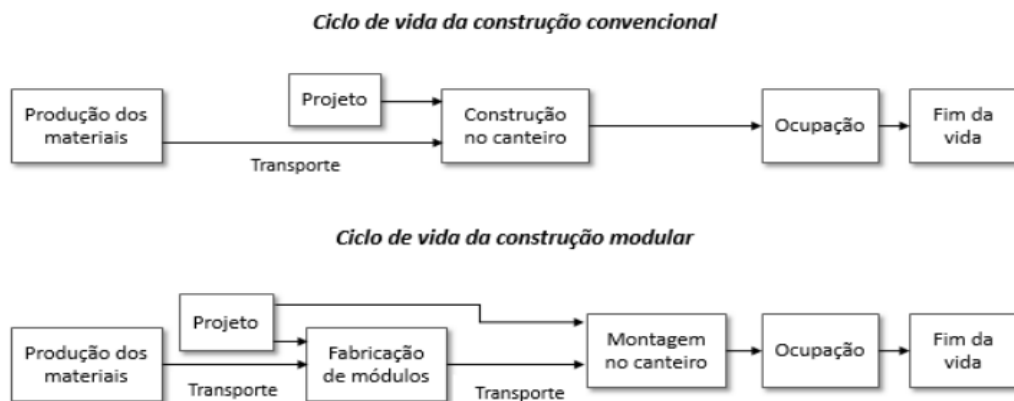 Ciclo de vida da construção convencional
Produção dos
materiais
Transporte
Projeto
Construção
no canteiro
Ocupação
Fim da
vida
Ciclo de vida da construção modular
Produção dos
materiais
Transporte
Projeto
Fabricação
de módulos
Transporte
Montagem
no canteiro
Ocupação
Fim da
vida